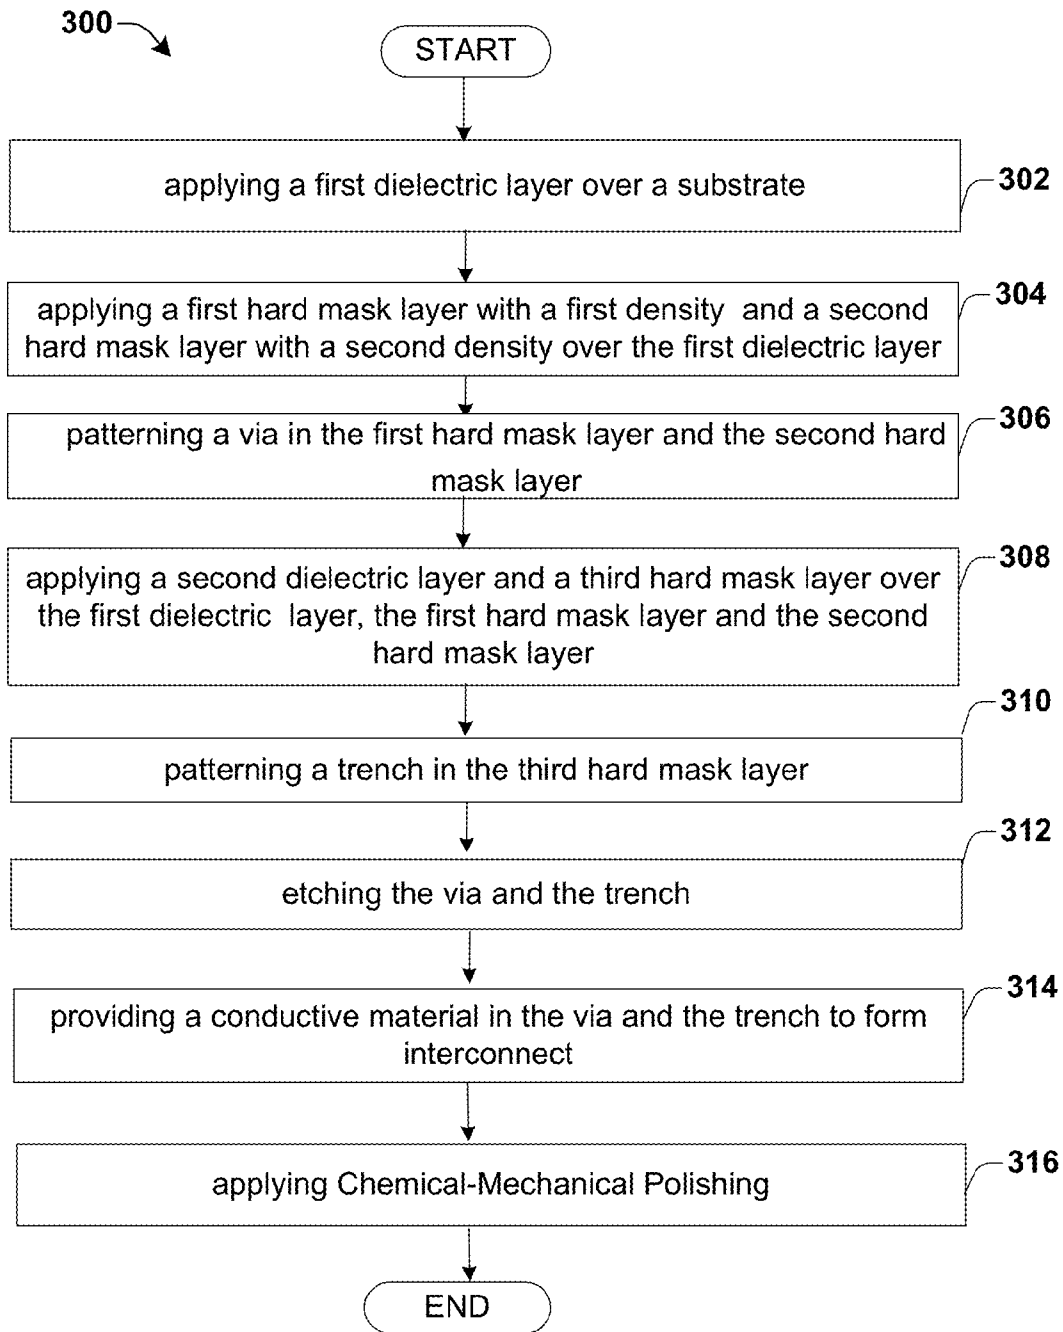 300
START
applying a first dielectric layer over a substrate
302
applying a first hard mask layer with a first density and a second
hard mask layer with a second density over the first dielectric layer
304
patterning a via in the first hard mask layer and the second hard
mask layer
306
applying a second dielectric layer and a third hard mask layer over
the first dielectric layer, the first hard mask layer and the second
hard mask layer
308
patterning a trench in the third hard mask layer
310
etching the via and the trench
312
providing a conductive material in the via and the trench to form
interconnect
314
applying Chemical-Mechanical Polishing
316
END